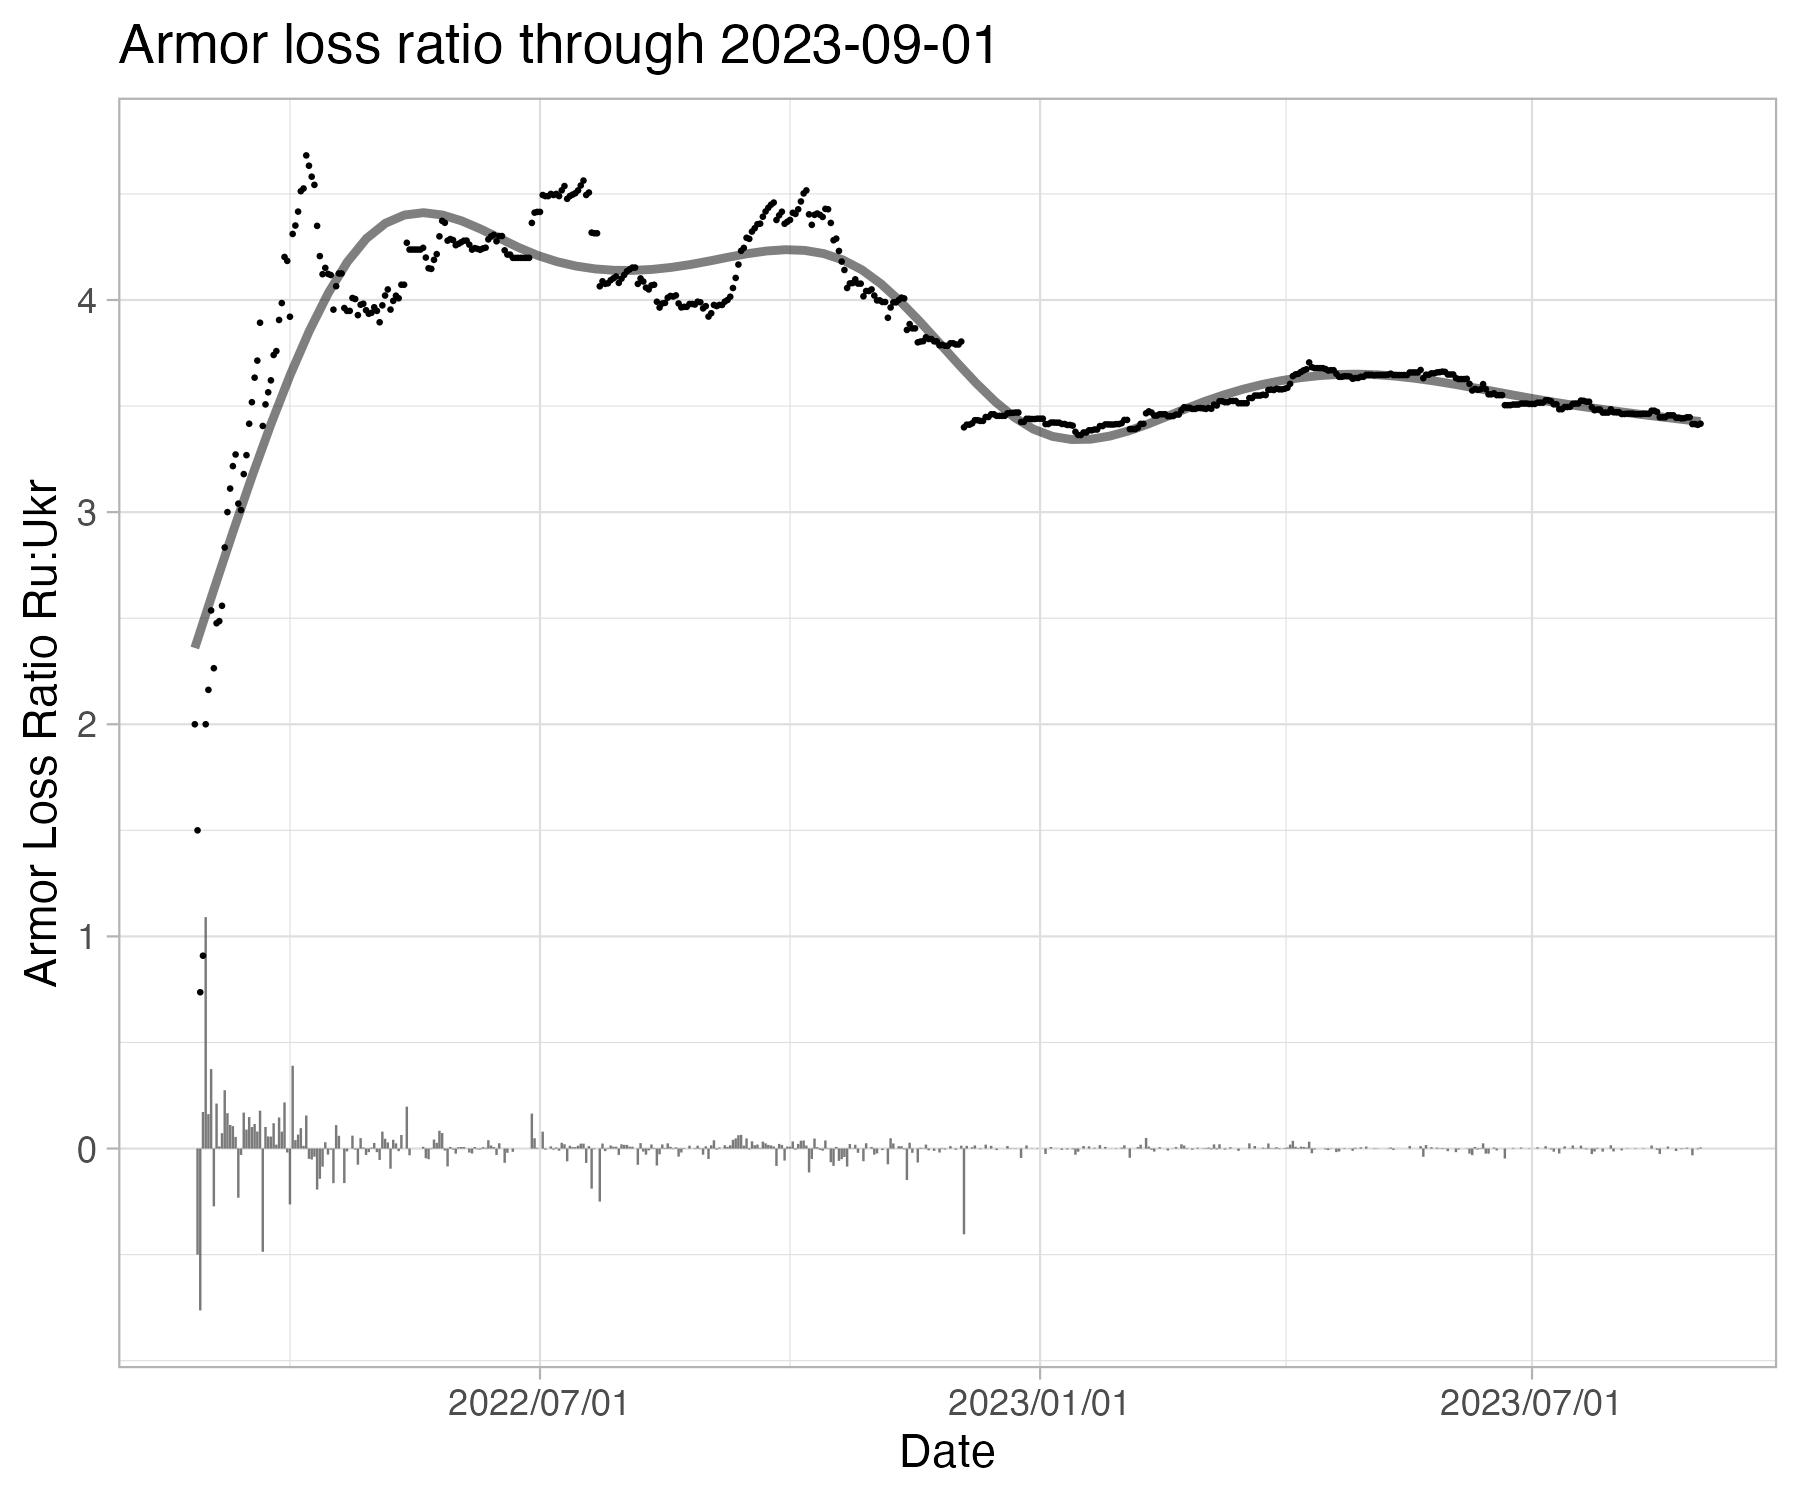 Armor loss ratio through 2023-09-01
Armor Loss Ratio Ru:Ukr
4
3
2
1
0
2022/07/01
2023/01/01
2023/07/01
Date